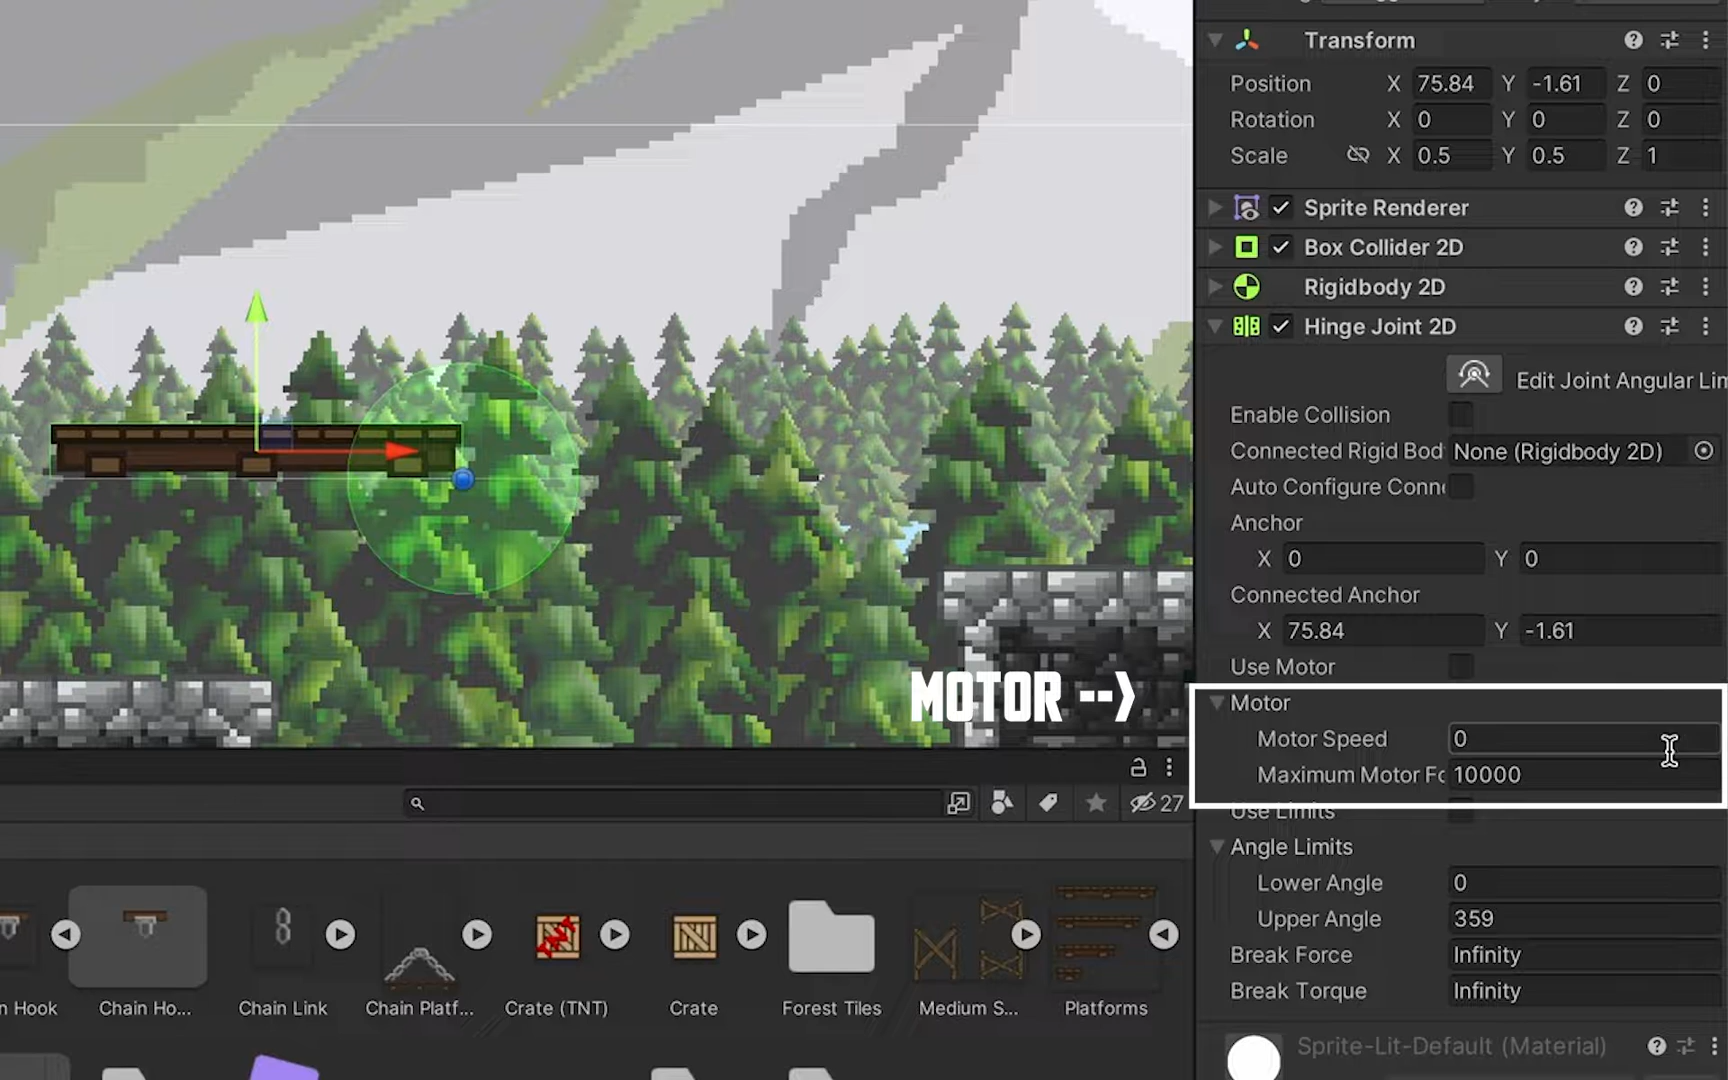 Transform
Position X 75.84 Y -1.61 Z 0
Rotation X 0 Y 0 Z 0
Scale X 0.5 Y 0.5 Z 1
Sprite Renderer
Box Collider 2D
Rigidbody 2D
Hinge Joint 2D
Edit Joint Angular Lim
Enable Collision
Connected Rigid Bod None (Rigidbody 2D)
Auto Configure Conn
Anchor
X 0 Y 0
Connected Anchor
X 75.84 Y -1.61
Use Motor
MOTOR -->
Motor
Motor Speed 0
Maximum Motor Fo 10000
Use Limits
Angle Limits
Lower Angle 0
Upper Angle 359
Break Force Infinity
Break Torque Infinity
Sprite-Lit-Default (Material)
27
n Hook Chain Ho... Chain Link Chain Platf... Crate (TNT) Crate Forest Tiles Medium S... Platforms